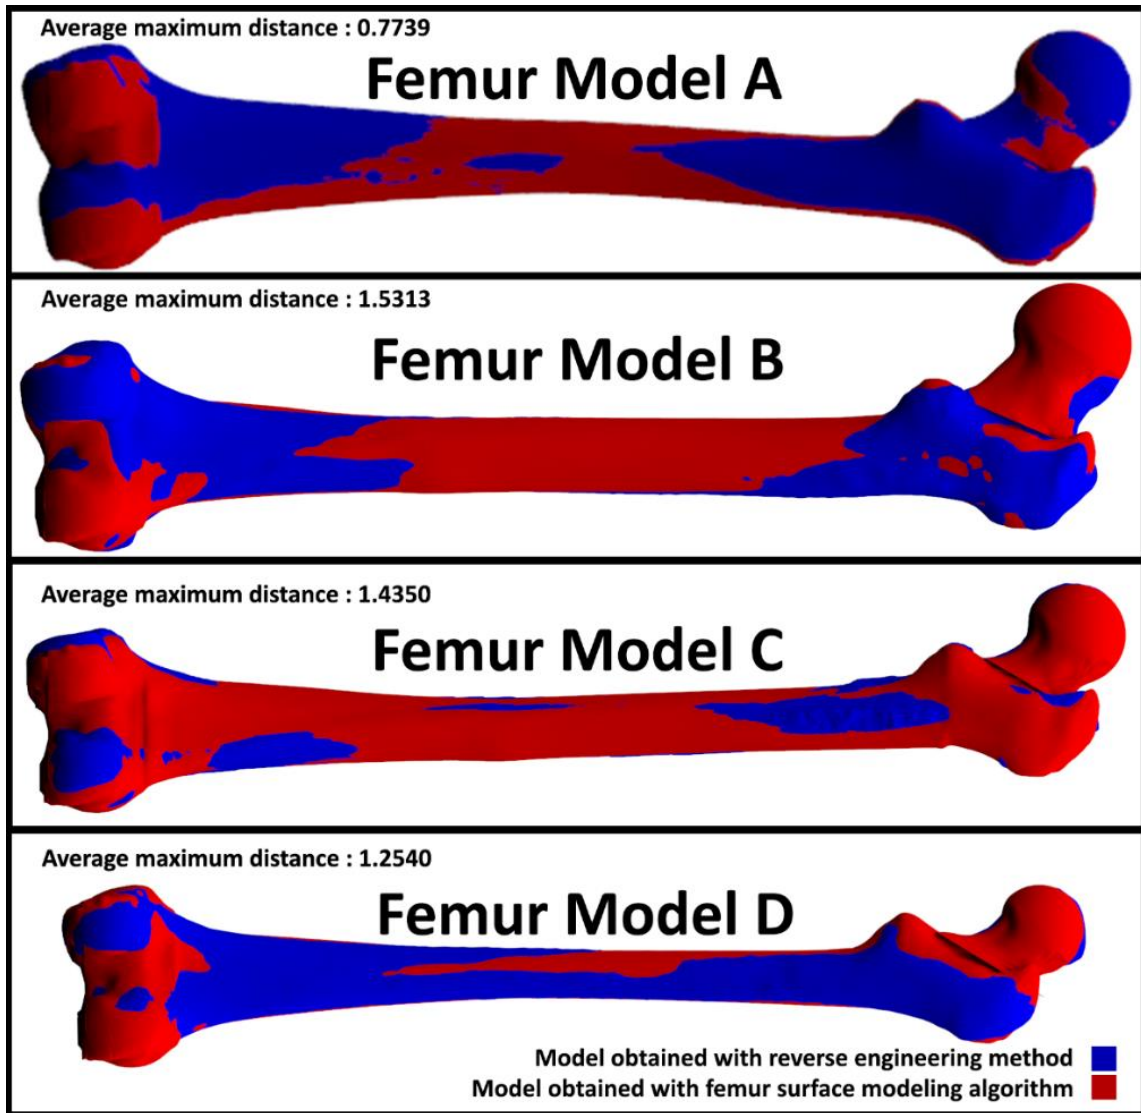 Average maximum distance : 0.7739
Femur Model A
Average maximum distance : 1.5313
Femur Model B
Average maximum distance : 1.4350
Femur Model C
Average maximum distance : 1.2540
Femur Model D
Model obtained with reverse engineering method
Model obtained with femur surface modeling algorithm